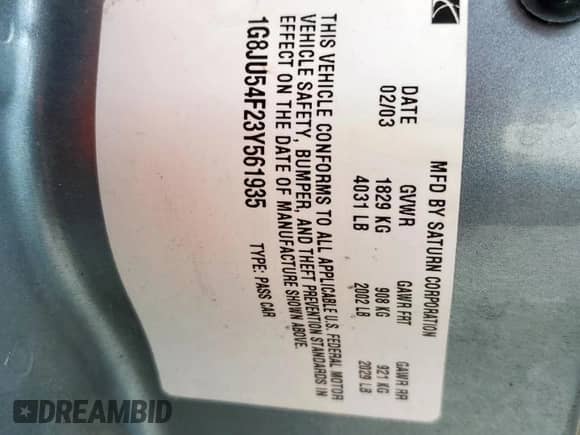 MFD BY SATURN CORPORATION
DATE GVWR GAWR FRT GAWR RR
02/03 1829 KG 908 KG 921 KG
4031 LB 2002 LB 2029 LB
THIS VEHICLE CONFORMS TO ALL APPLICABLE U.S. FEDERAL MOTOR
VEHICLE SAFETY, BUMPER, AND THEFT PREVENTION STANDARDS IN
EFFECT ON THE DATE OF MANUFACTURE SHOWN ABOVE.
1G8JU54F23Y561935 TYPE: PASS CAR
DREAMBID